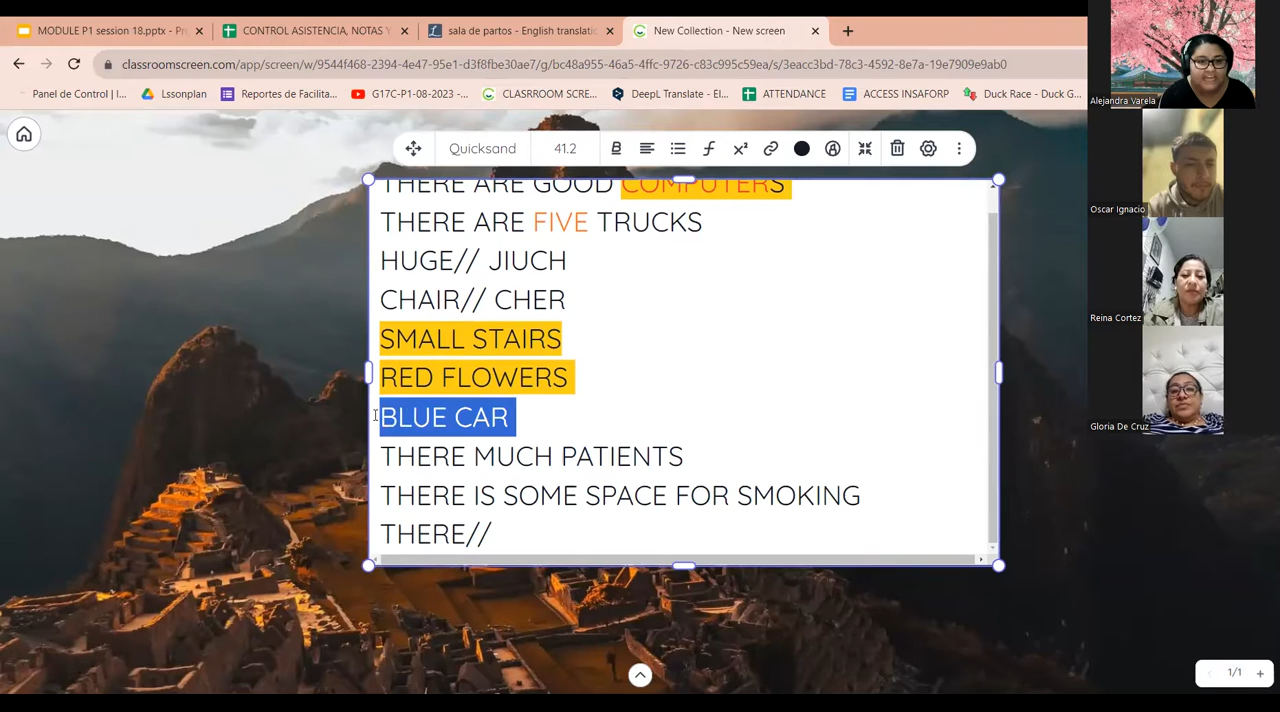 MODULE P1 session 18.pptx - Pr
CONTROL ASISTENCIA, NOTAS Y
sala de partos - English translatic
New Collection - New screen
classroomscreen.com/app/screen/w/9544f468-2394-4e47-95e1-d3f8fbe30ae7/g/bc48a955-46a5-4ffc-9726-c83c995c59ea/s/3eacc3bd-78c3-4592-8e7a-19e7909e9ab0
Panel de Control | I...
Lssonplan
Reportes de Facilita...
G17C-P1-08-2023 -...
CLASSROOM SCRE...
DeepL Translate - El...
ATTENDANCE
ACCESS INSAFORP
Duck Race - Duck G...
Quicksand
41.2
THERE ARE GOOD COMPUTERS
THERE ARE FIVE TRUCKS
HUGE// JIUCH
CHAIR// CHER
SMALL STAIRS
RED FLOWERS
BLUE CAR
THERE MUCH PATIENTS
THERE IS SOME SPACE FOR SMOKING
THERE//
1/1
Alejandra Varela
Oscar Ignacio
Reina Cortez
Gloria De Cruz